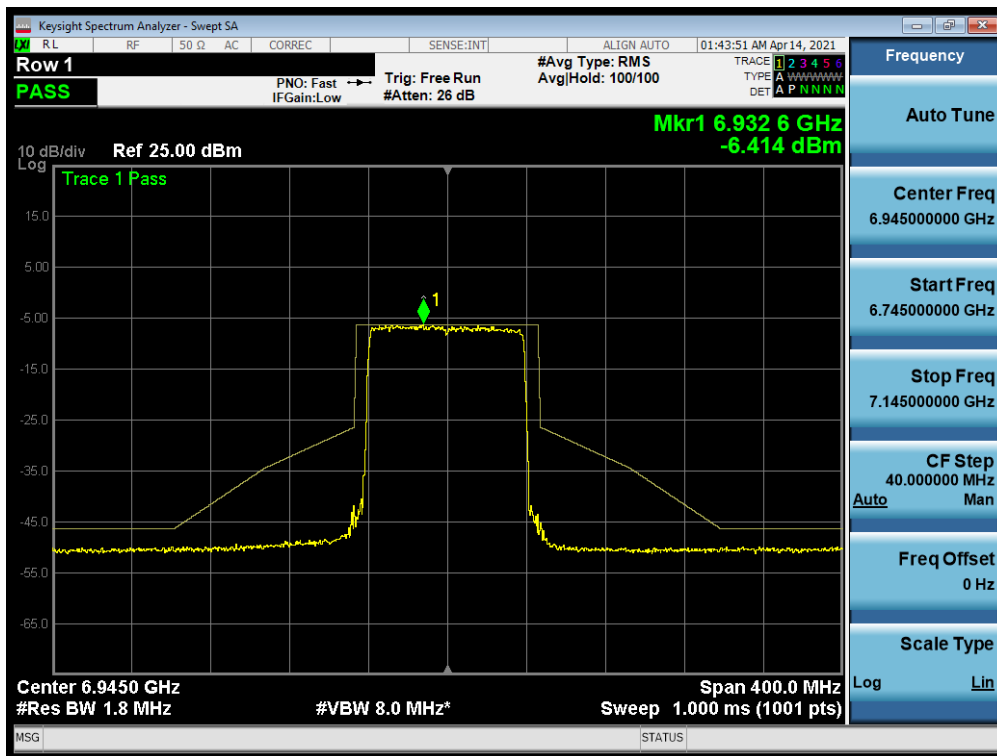 Keysight Spectrum Analyzer - Swept SA
LXI RL RF 50 Ω AC CORREC SENSE:INT ALIGN AUTO 01:43:51 AM Apr 14, 2021
Row 1
PASS
PNO: Fast
IFGain:Low
Trig: Free Run
#Atten: 26 dB
#Avg Type: RMS
Avg|Hold: 100/100
TRACE 1 2 3 4 5 6
TYPE A WWWWW
DET A P N N N N
Mkr1 6.932 6 GHz
-6.414 dBm
10 dB/div Ref 25.00 dBm
Log
Trace 1 Pass
15.0
5.00
-5.00
-15.0
-25.0
-35.0
-45.0
-55.0
-65.0
1
Center 6.9450 GHz Span 400.0 MHz
#Res BW 1.8 MHz #VBW 8.0 MHz* Sweep 1.000 ms (1001 pts)
MSG STATUS
Frequency
Auto Tune
Center Freq
6.945000000 GHz
Start Freq
6.745000000 GHz
Stop Freq
7.145000000 GHz
CF Step
40.000000 MHz
Auto Man
Freq Offset
0 Hz
Scale Type
Log Lin